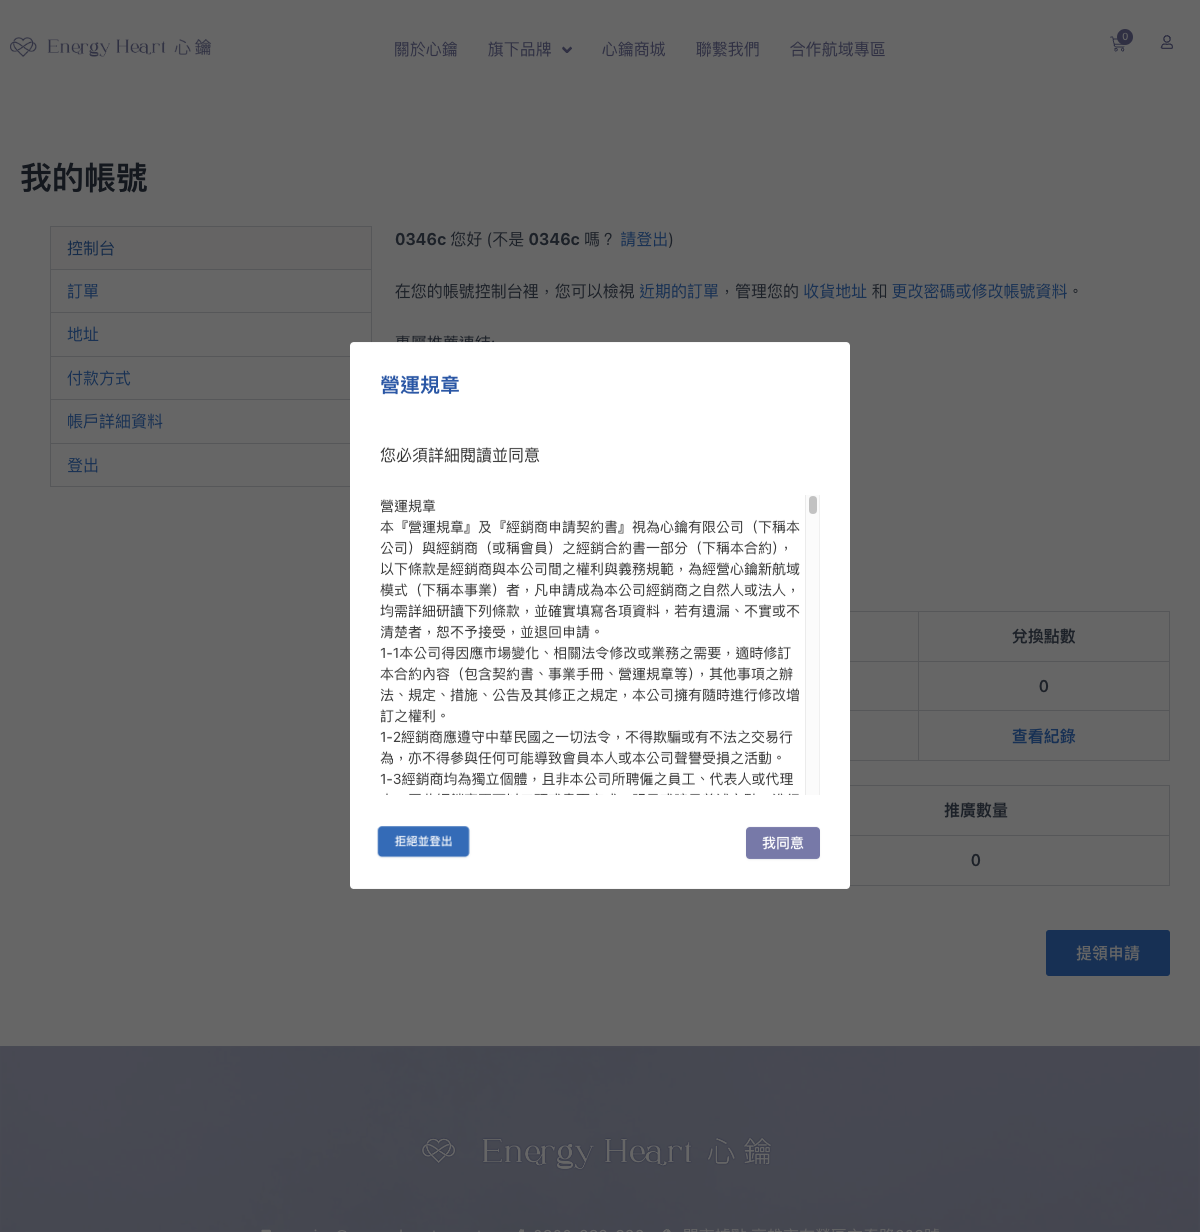 Energy Heart 心鑰
關於心鑰 旗下品牌 心鑰商城 聯繫我們 合作航域專區
0
我的帳號
控制台
訂單
地址
付款方式
帳戶詳細資料
登出
0346c 您好 (不是 0346c 嗎？ 請登出)
在您的帳號控制台裡，您可以檢視 近期的訂單，管理您的 收貨地址 和 更改密碼或修改帳號資料。
營運規章
您必須詳細閱讀並同意
營運規章
本『營運規章』及『經銷商申請契約書』視為心鑰有限公司（下稱本
公司）與經銷商（或稱會員）之經銷合約書一部分（下稱本合約），
以下條款是經銷商與本公司間之權利與義務規範，為經營心鑰新航域
模式（下稱本事業）者，凡申請成為本公司經銷商之自然人或法人，
均需詳細研讀下列條款，並確實填寫各項資料，若有遺漏、不實或不
清楚者，恕不予接受，並退回申請。
1-1本公司得因應市場變化、相關法令修改或業務之需要，適時修訂
本合約內容（包含契約書、事業手冊、營運規章等），其他事項之辦
法、規定、措施、公告及其修正之規定，本公司擁有隨時進行修改增
訂之權利。
1-2經銷商應遵守中華民國之一切法令，不得欺騙或有不法之交易行
為，亦不得參與任何可能導致會員本人或本公司聲譽受損之活動。
1-3經銷商均為獨立個體，且非本公司所聘僱之員工、代表人或代理
拒絕並登出
我同意
兌換點數
0
查看紀錄
推廣數量
0
提領申請
Energy Heart 心鑰